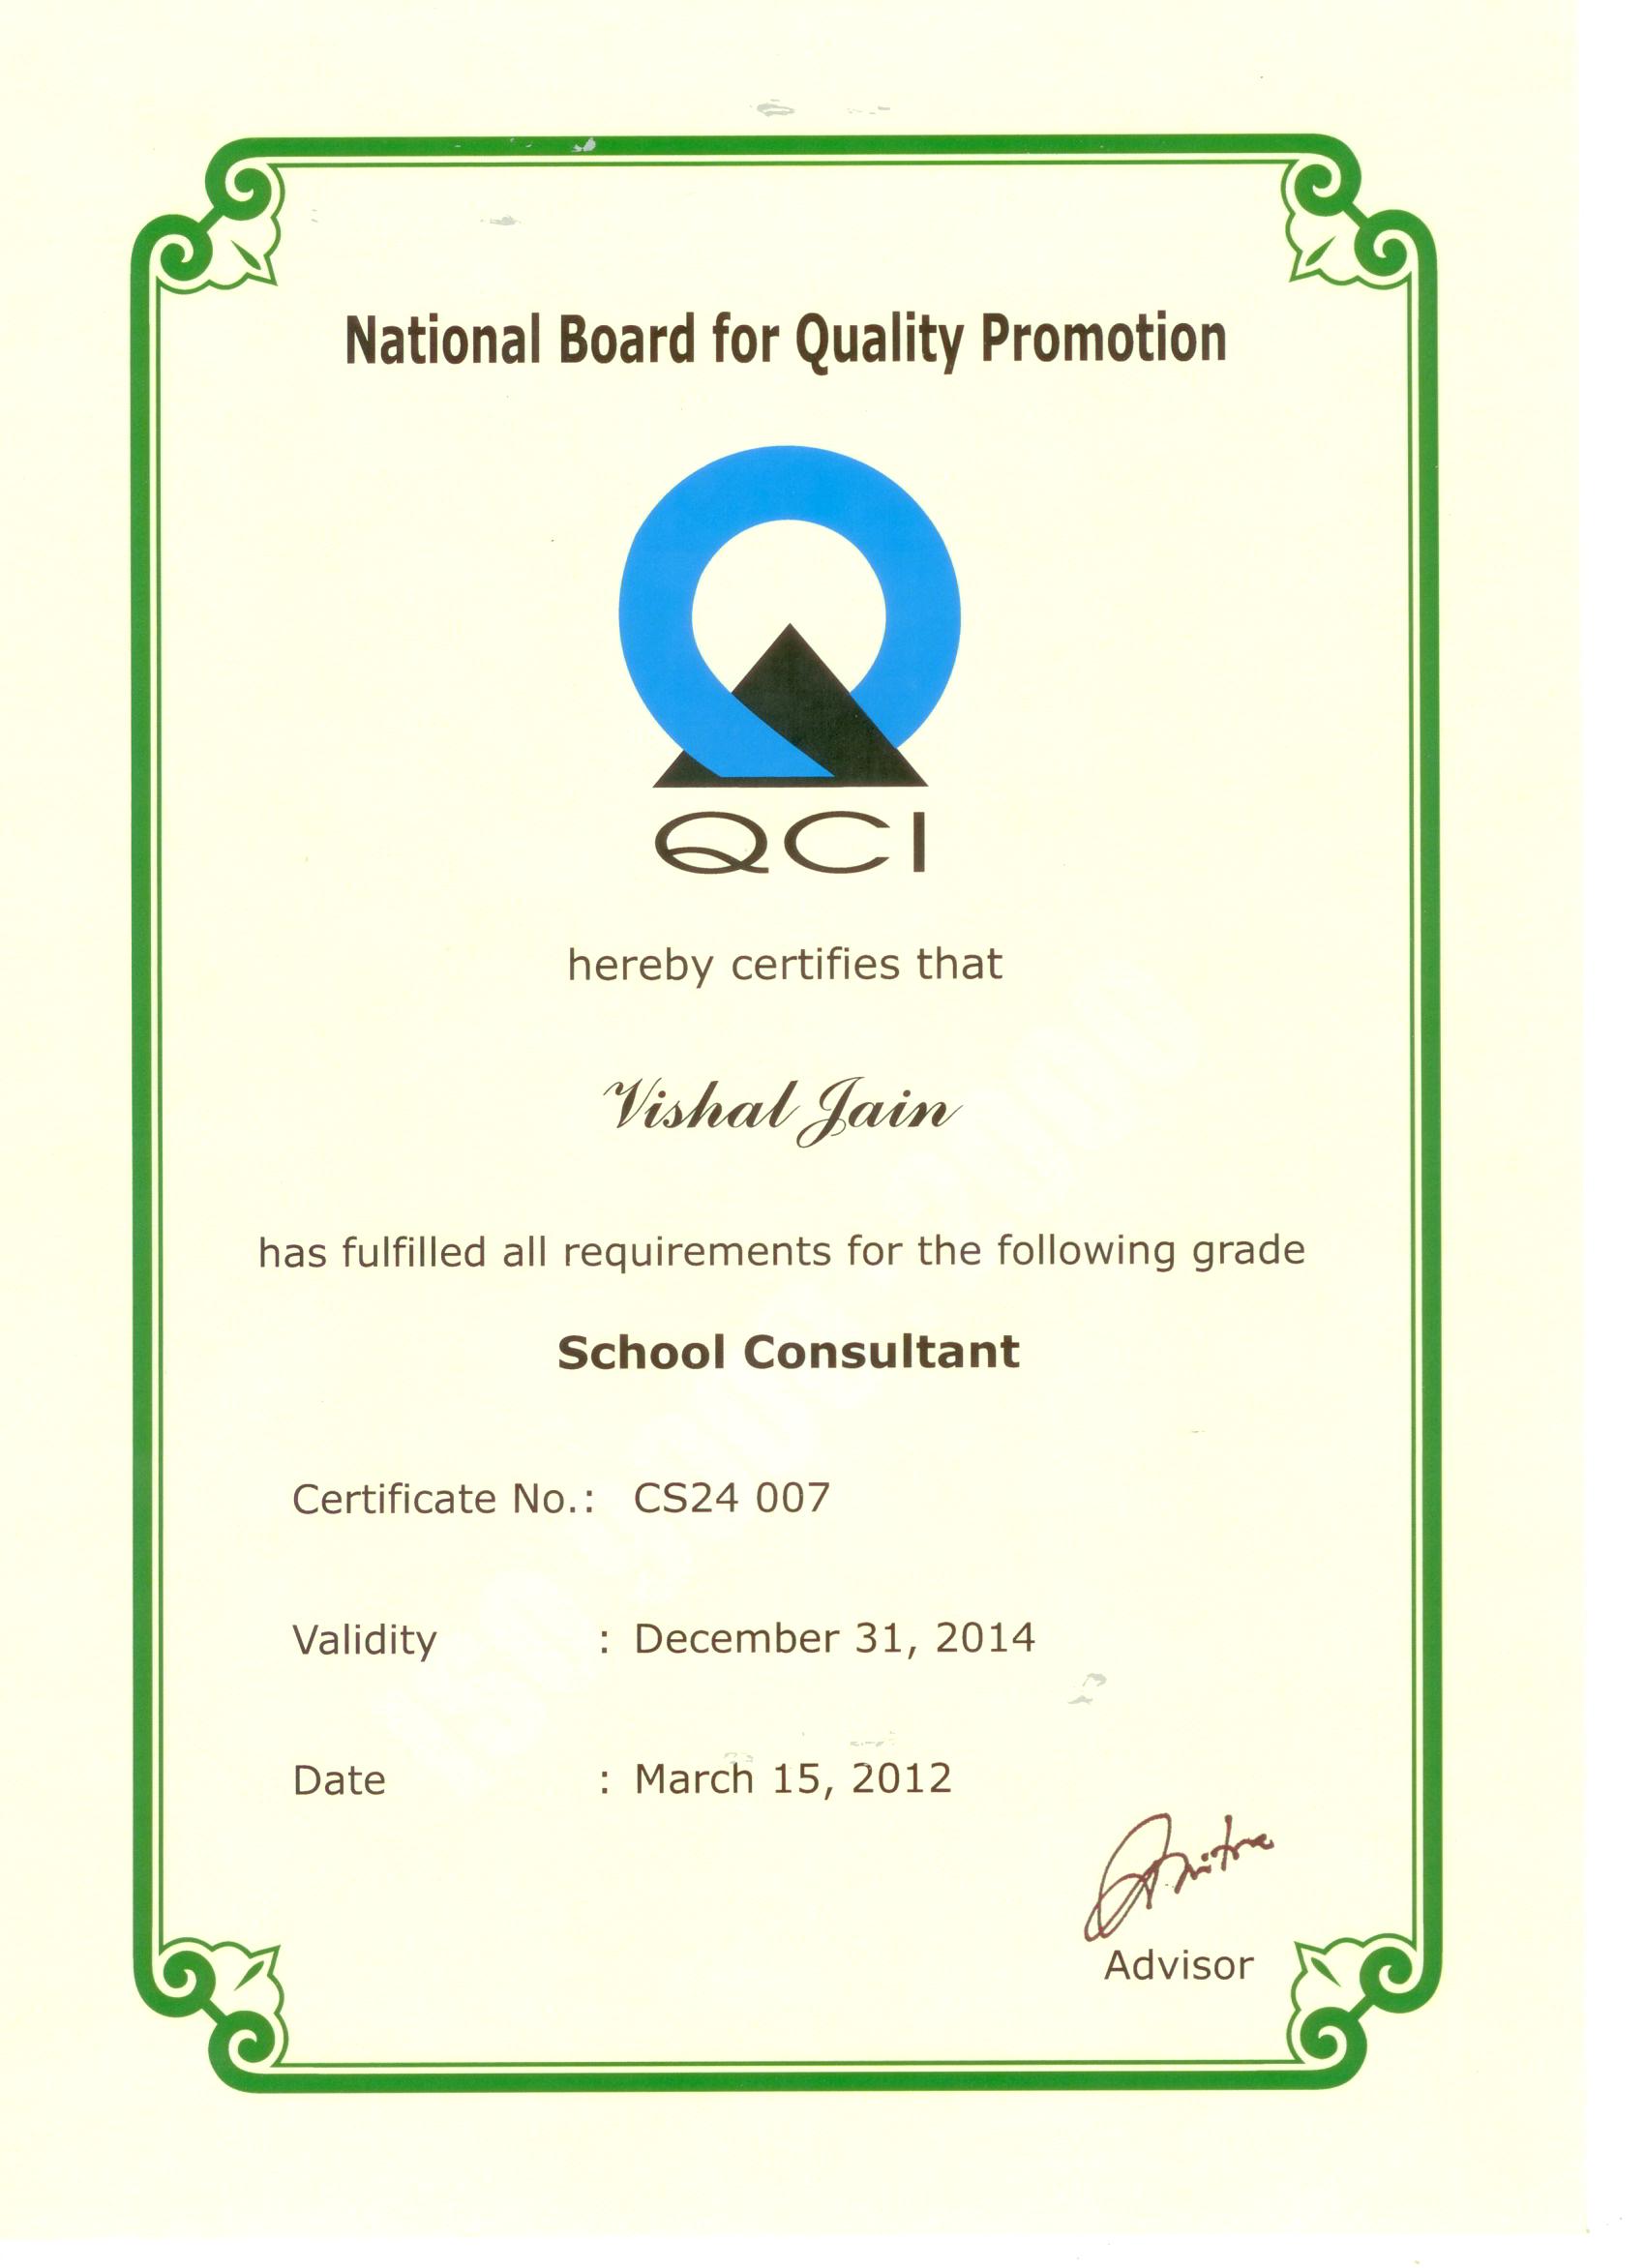 National Board for Quality Promotion
QCI
hereby certifies that
Vishal Jain
has fulfilled all requirements for the following grade
School Consultant
Certificate No.: CS24 007
Validity : December 31, 2014
Date : March 15, 2012
Advisor